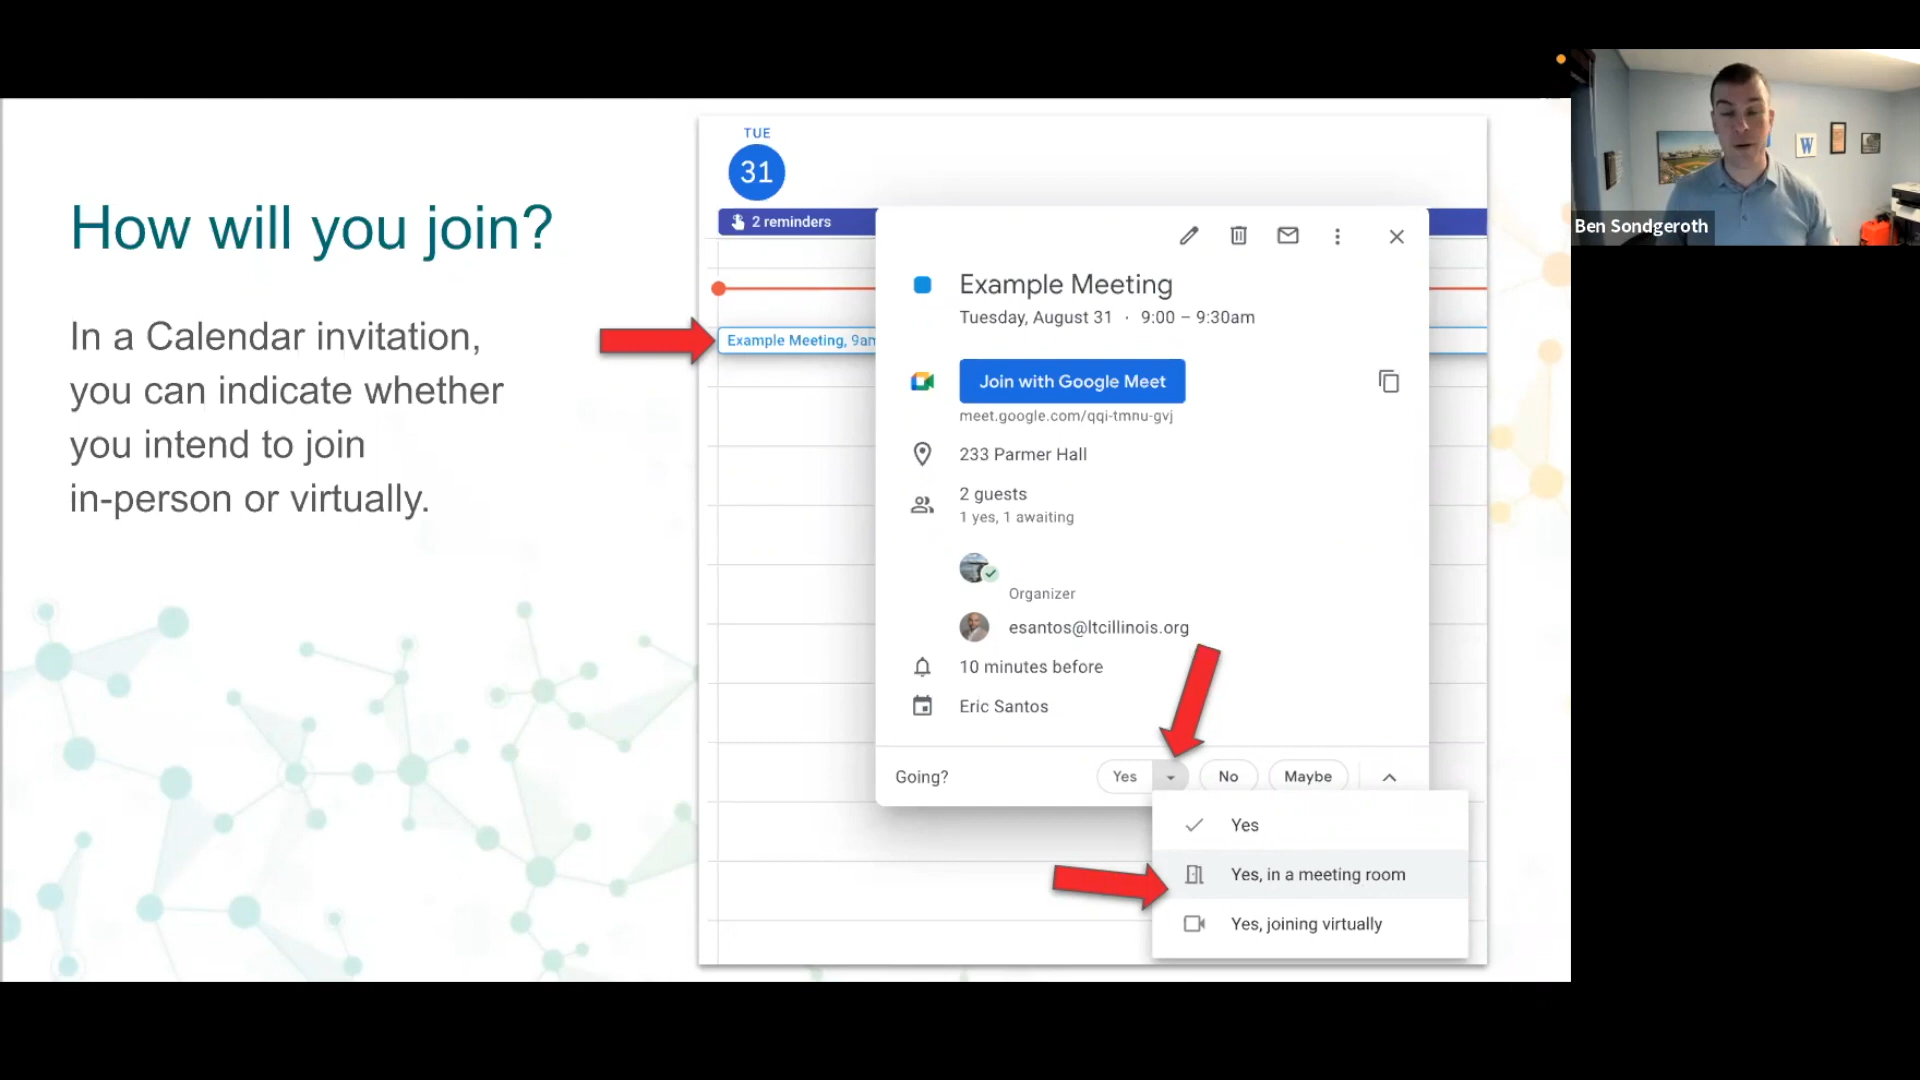 How will you join?
In a Calendar invitation,
you can indicate whether
you intend to join
in-person or virtually.
TUE
31
2 reminders
Example Meeting, 9am
Example Meeting
Tuesday, August 31 · 9:00 – 9:30am
Join with Google Meet
meet.google.com/qqi-tmnu-gvj
233 Parmer Hall
2 guests
1 yes, 1 awaiting
Organizer
esantos@ltcillinois.org
10 minutes before
Eric Santos
Going?
Yes
No
Maybe
Yes
Yes, in a meeting room
Yes, joining virtually
W
Ben Sondgeroth